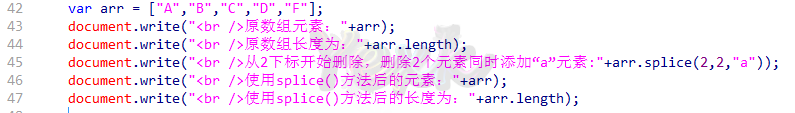 42 var arr = ["A","B","C","D","F"];
43 document.write("<br />原数组元素："+arr);
44 document.write("<br />原数组长度为："+arr.length);
45 document.write("<br />从2下标开始删除，删除2个元素同时添加“a”元素:"+arr.splice(2,2,"a"));
46 document.write("<br />使用splice()方法后的元素："+arr);
47 document.write("<br />使用splice()方法后的长度为："+arr.length);